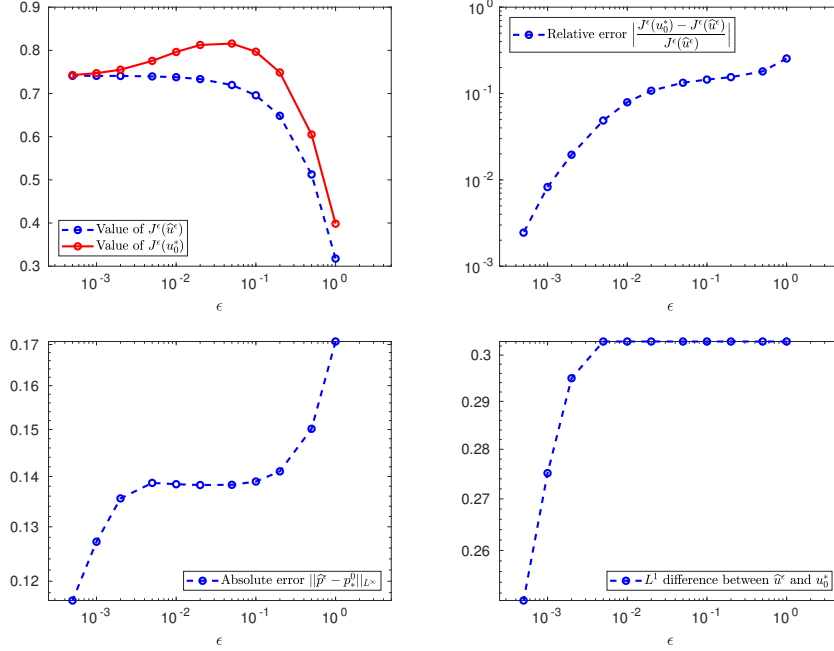 0.9
0.8
0.7
0.6
0.5
0.4
0.3
Value of J^ϵ(û^ϵ)
Value of J^ϵ(u_0^*)
10^-3 10^-2 10^-1 10^0
ϵ
10^0
10^-1
10^-2
10^-3
Relative error |J^ϵ(u_0^*) − J^ϵ(û^ϵ) / J^ϵ(û^ϵ)|
10^-3 10^-2 10^-1 10^0
ϵ
0.17
0.16
0.15
0.14
0.13
0.12
Absolute error ||p̂^ϵ − p_*^0||_{L^∞}
10^-3 10^-2 10^-1 10^0
ϵ
0.3
0.29
0.28
0.27
0.26
L^1 difference between û^ϵ and u_0^*
10^-3 10^-2 10^-1 10^0
ϵ